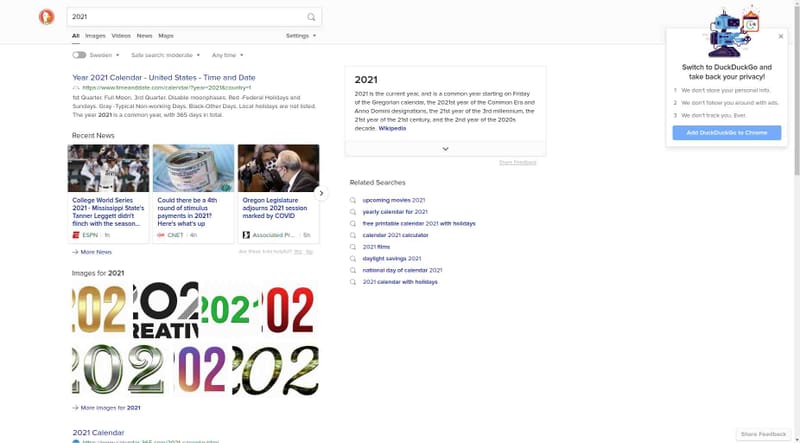 2021
All Images Videos News Maps Settings
Sweden Safe search: moderate Any time
Year 2021 Calendar - United States - Time and Date
https://www.timeanddate.com/calendar/?year=2021&country=1
1st Quarter. Full Moon. 3rd Quarter. Disable moonphases. Red -Federal Holidays and
Sundays. Gray -Typical Non-working Days. Black-Other Days. Local holidays are not listed.
The year 2021 is a common year, with 365 days in total.
Recent News
College World Series
2021 - Mississippi State's
Tanner Leggett didn't
flinch with the season...
ESPN 1h
Could there be a 4th
round of stimulus
payments in 2021?
Here's what's up
CNET 4h
Oregon Legislature
adjourns 2021 session
marked by COVID
Associated Pr... 5h
More News
Are these links helpful? Yes No
Images for 2021
202
202
CREATIV
2021
202
202
202
202
More Images for 2021
2021 Calendar
2021
2021 is the current year, and is a common year starting on Friday
of the Gregorian calendar, the 2021st year of the Common Era and
Anno Domini designations, the 21st year of the 3rd millennium, the
21st year of the 21st century, and the 2nd year of the 2020s
decade. Wikipedia
Share Feedback
Related Searches
upcoming movies 2021
yearly calendar for 2021
free printable calendar 2021 with holidays
calendar 2021 calculator
2021 films
daylight savings 2021
national day of calendar 2021
2021 calendar with holidays
Switch to DuckDuckGo and
take back your privacy!
1 We don't store your personal info.
2 We don't follow you around with ads.
3 We don't track you. Ever.
Add DuckDuckGo to Chrome
Share Feedback